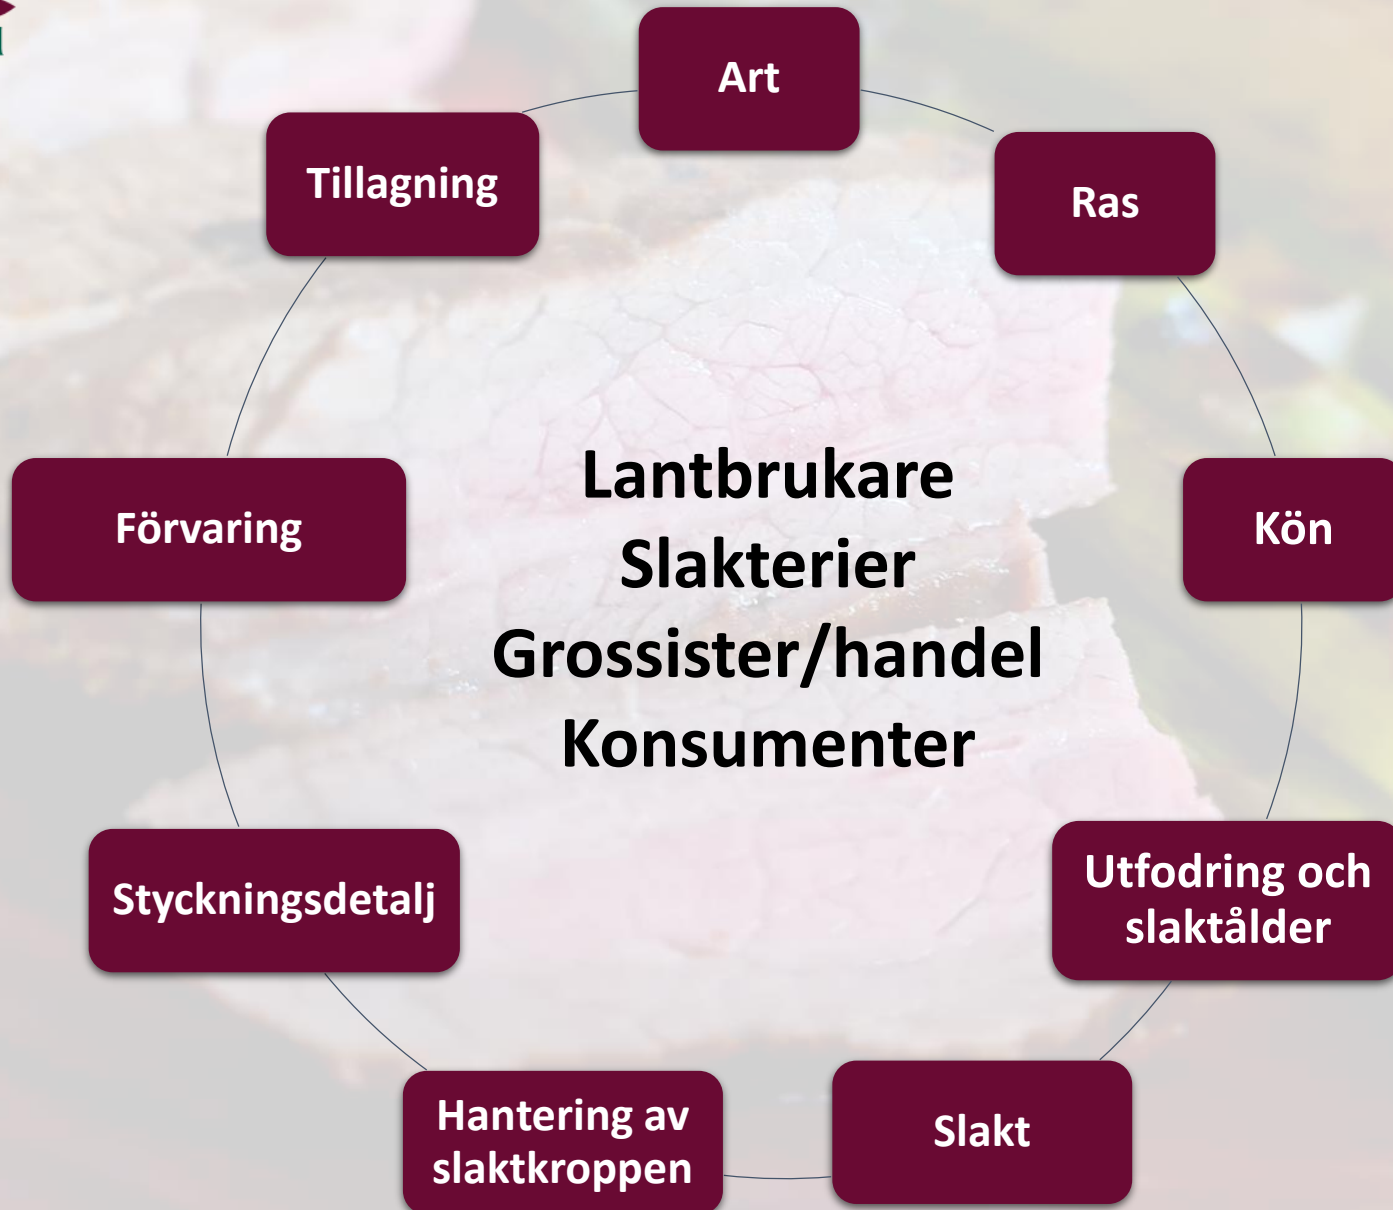 Art
Ras
Kön
Utfodring och
slaktålder
Slakt
Hantering av
slaktkroppen
Styckningsdetalj
Förvaring
Tillagning
Lantbrukare
Slakterier
Grossister/handel
Konsumenter